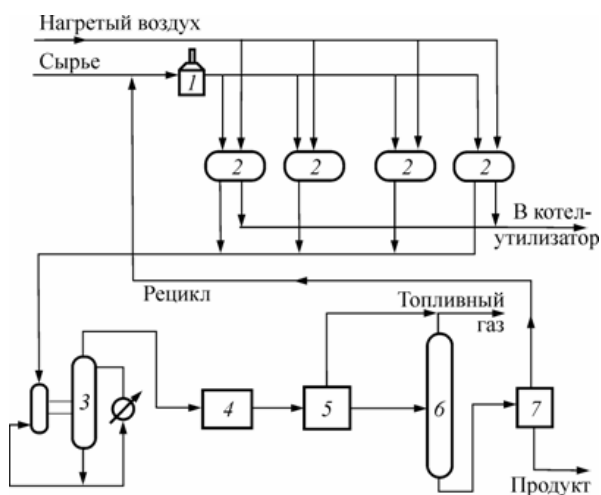 Нагретый воздух
Сырье
1
2 2 2 2
В котел-
утилизатор
Рецикл
Топливный
газ
3 4 5 6 7
Продукт